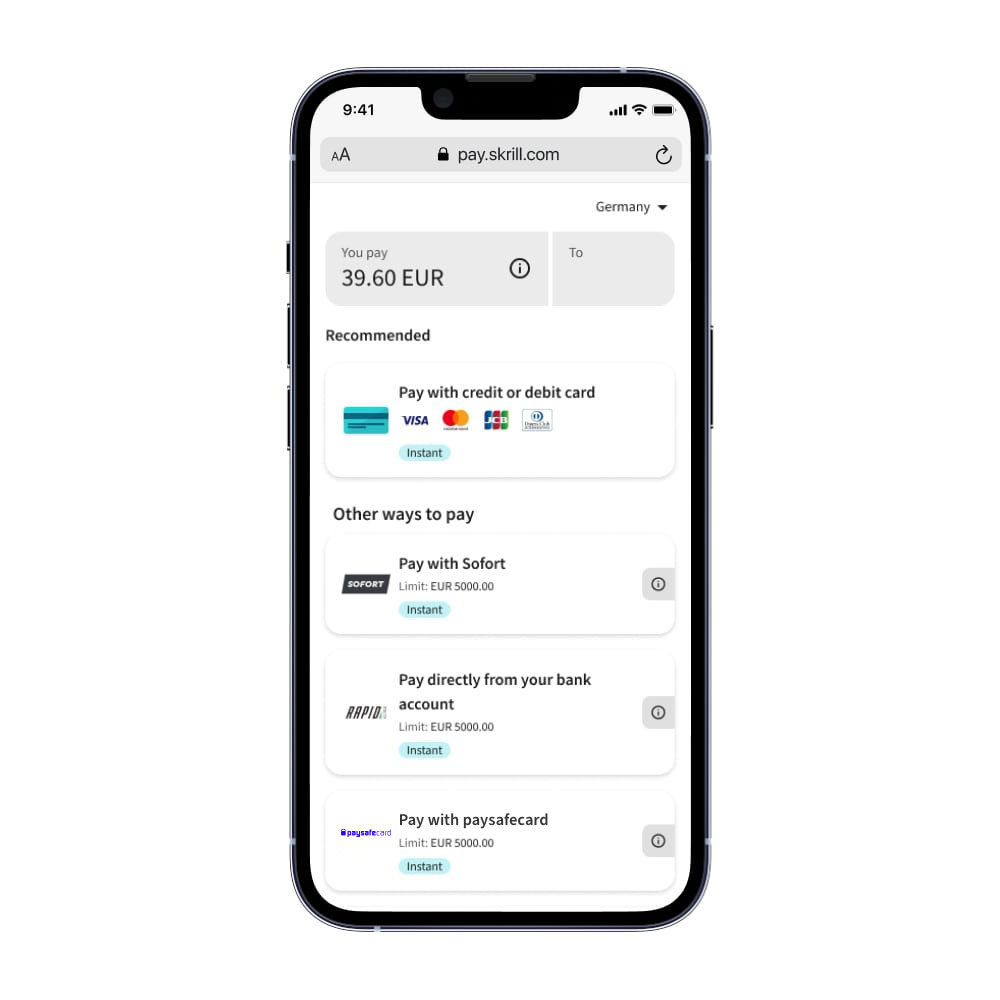 9:41
AA pay.skrill.com
Germany
You pay
39.60 EUR
To
Recommended
Pay with credit or debit card
VISA JCB
Instant
Other ways to pay
Pay with Sofort
SOFORT
Limit: EUR 5000.00
Instant
Pay directly from your bank
account
RAPID
Limit: EUR 5000.00
Instant
Pay with paysafecard
paysafecard
Limit: EUR 5000.00
Instant